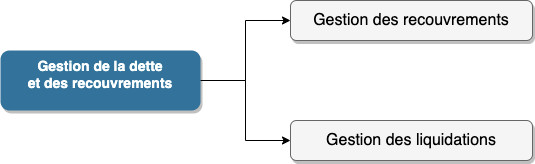 Gestion de la dette
et des recouvrements
Gestion des recouvrements
Gestion des liquidations